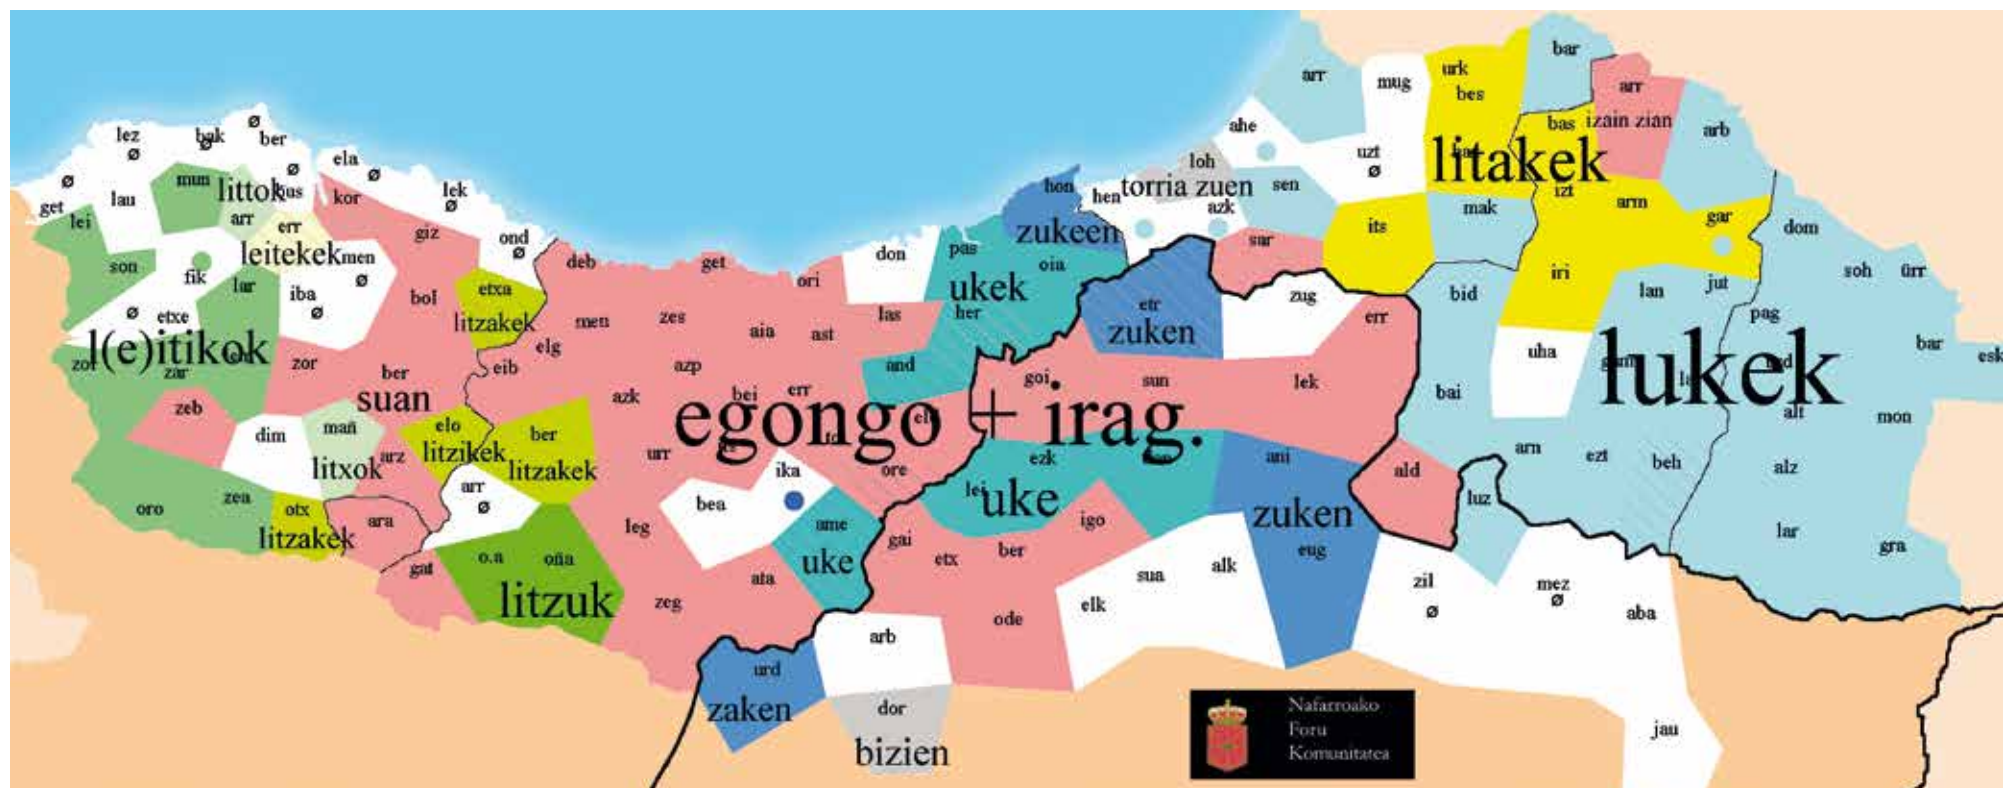 bar
urk
arr
mug
arr
bes
bas
izain zian
arb
ahe
lez
bak
Ø
ber
Ø
Ø
litakek
uzt
Ø
loh
ela
Ø
Ø
mun
littok
bus
kor
lek
Ø
Ø
hon
hen
torria zuen
azk
sen
izt
arm
mak
gar
get
lau
lei
arr
err
giz
ond
Ø
zukeen
sur
its
dom
leitekek
men
Ø
son
fik
lar
iba
Ø
bol
etxa
litzakek
deb
get
ori
don
pas
oia
ukek
her
iri
lan
jut
soh
ürr
bid
zug
err
etr
zuken
Ø
etxe
l(e)itikok
zar
zor
ber
suan
elg
eib
men
zes
aia
ast
las
azp
and
pag
bar
esk
uha
lukek
alt
mon
bai
goi
sun
lek
zeb
dim
mañ
litxok
arz
elo
litzikek
ber
litzakek
azk
bei
err
egongo + irag.
urr
ika
ore
ezk
ani
ald
arn
ezt
beh
alz
oro
zea
otx
litzakek
ara
arr
Ø
leg
bea
ame
uke
uke
igo
zuken
eug
luz
lar
gra
gat
o.a
oña
litzuk
zeg
ata
gai
etx
ber
ode
elk
sua
alk
zil
Ø
mez
Ø
aba
arb
urd
zaken
dor
bizien
jau
Nafarroako
Foru
Komunitatea